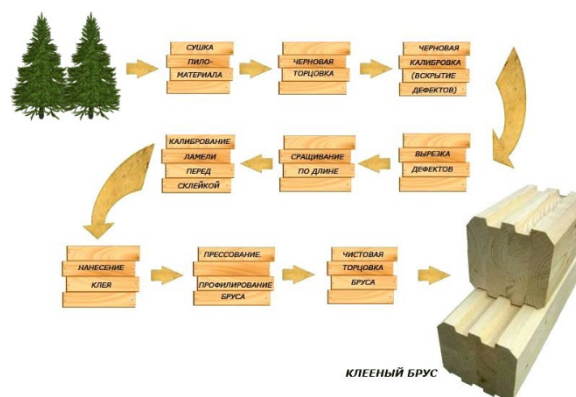 СУШКА
ПИЛО-
МАТЕРИАЛА
ЧЕРНОВАЯ
ТОРЦОВКА
ЧЕРНОВАЯ
КАЛИБРОВКА
(ВСКРЫТИЕ
ДЕФЕКТОВ)
КАЛИБРОВАНИЕ
ЛАМЕЛИ
ПЕРЕД
СКЛЕЙКОЙ
СРАЩИВАНИЕ
ПО ДЛИНЕ
ВЫРЕЗКА
ДЕФЕКТОВ
НАНЕСЕНИЕ
КЛЕЯ
ПРЕССОВАНИЕ.
ПРОФИЛИРОВАНИЕ
БРУСА
ЧИСТОВАЯ
ТОРЦОВКА
БРУСА
КЛЕЕНЫЙ БРУС